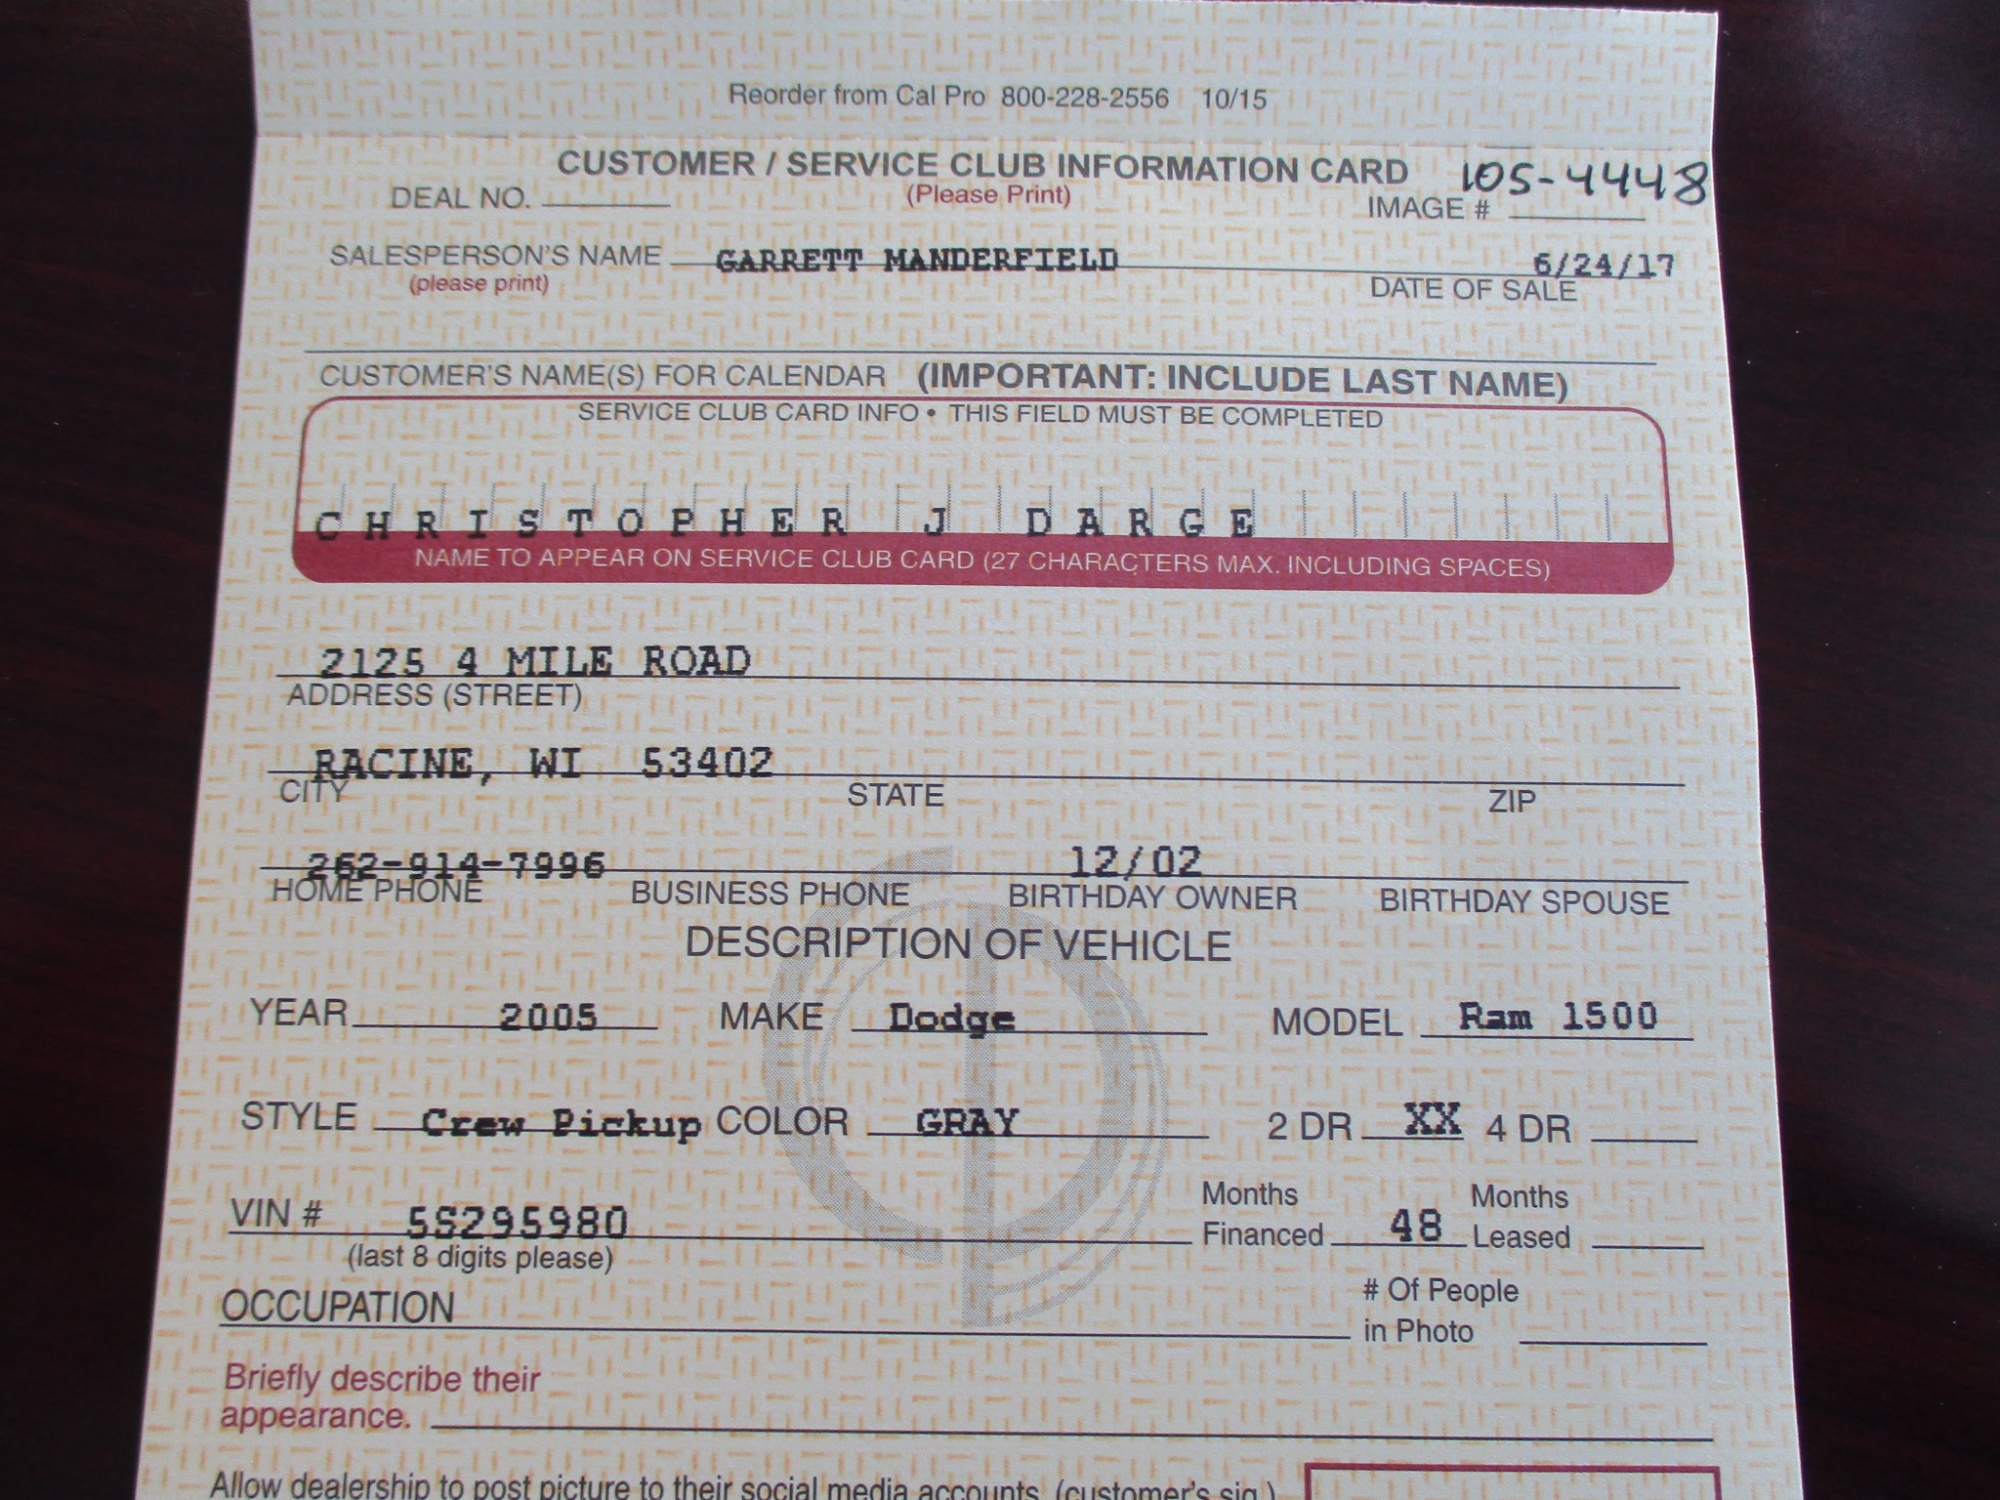 Reorder from Cal Pro 800-228-2556 10/15
CUSTOMER / SERVICE CLUB INFORMATION CARD 105-4448
DEAL NO. (Please Print) IMAGE #
SALESPERSON'S NAME GARRETT MANDERFIELD 6/24/17
(please print) DATE OF SALE
CUSTOMER'S NAME(S) FOR CALENDAR (IMPORTANT: INCLUDE LAST NAME)
SERVICE CLUB CARD INFO • THIS FIELD MUST BE COMPLETED
CHRISTOPHER J DARGE
NAME TO APPEAR ON SERVICE CLUB CARD (27 CHARACTERS MAX. INCLUDING SPACES)
2125 4 MILE ROAD
ADDRESS (STREET)
RACINE, WI 53402
CITY STATE ZIP
262-914-7996 12/02
HOME PHONE BUSINESS PHONE BIRTHDAY OWNER BIRTHDAY SPOUSE
DESCRIPTION OF VEHICLE
YEAR 2005 MAKE Dodge MODEL Ram 1500
STYLE Crew Pickup COLOR GRAY 2 DR XX 4 DR
Months Months
VIN # 5S295980 Financed 48 Leased
(last 8 digits please)
# Of People
OCCUPATION in Photo
Briefly describe their
appearance.
Allow dealership to post picture to their social media accounts. (customer's sig.)